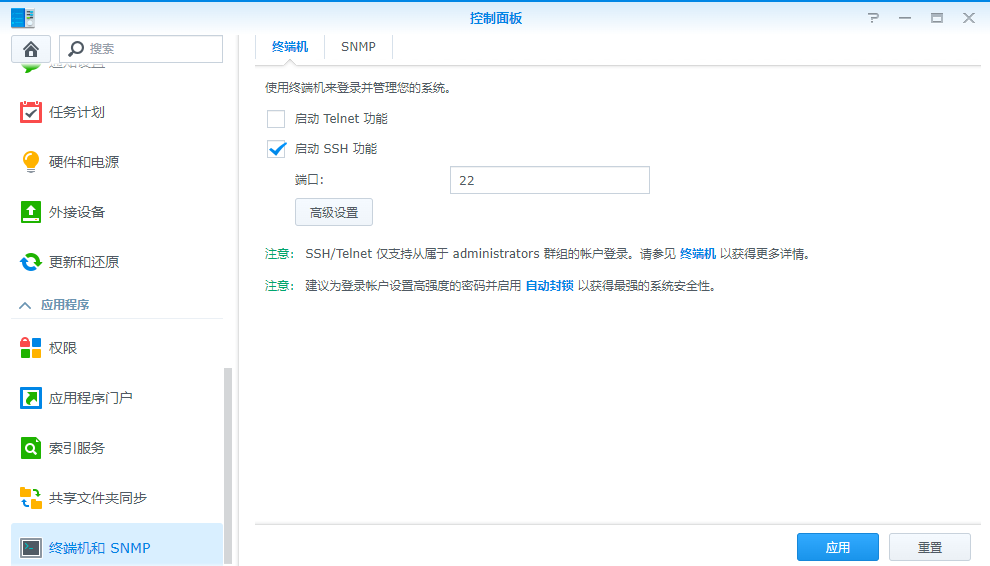 控制面板
搜索
通知设置
任务计划
硬件和电源
外接设备
更新和还原
应用程序
权限
应用程序门户
索引服务
共享文件夹同步
终端机和 SNMP
终端机
SNMP
使用终端机来登录并管理您的系统。
启动 Telnet 功能
启动 SSH 功能
端口:
22
高级设置
注意: SSH/Telnet 仅支持从属于 administrators 群组的帐户登录。请参见 终端机 以获得更多详情。
注意: 建议为登录帐户设置高强度的密码并启用 自动封锁 以获得最强的系统安全性。
应用
重置